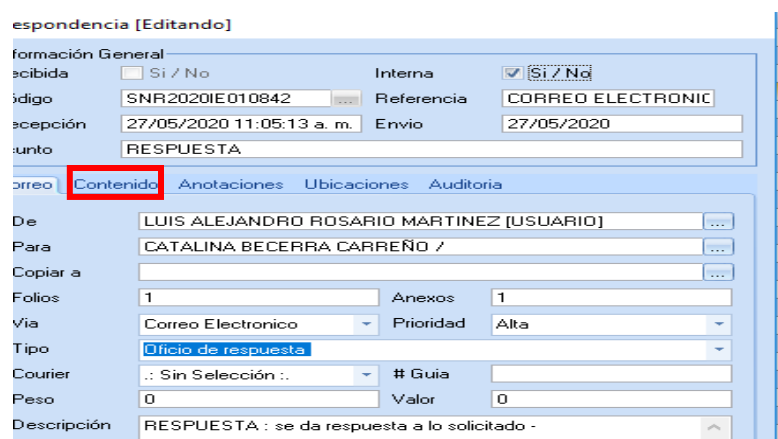 espondencia [Editando]
formación General
ecibida Si / No Interna Si / No
ódigo SNR2020IE010842 ... Referencia CORREO ELECTRONIC
ecepción 27/05/2020 11:05:13 a. m. Envio 27/05/2020
sunto RESPUESTA
orreo Contenido Anotaciones Ubicaciones Auditoria
De LUIS ALEJANDRO ROSARIO MARTINEZ [USUARIO] ...
Para CATALINA BECERRA CARREÑO / ...
Copiar a ...
Folios 1 Anexos 1
Via Correo Electronico Prioridad Alta
Tipo Oficio de respuesta
Courier .: Sin Selección :. # Guia
Peso 0 Valor 0
Descripción RESPUESTA : se da respuesta a lo solicitado -